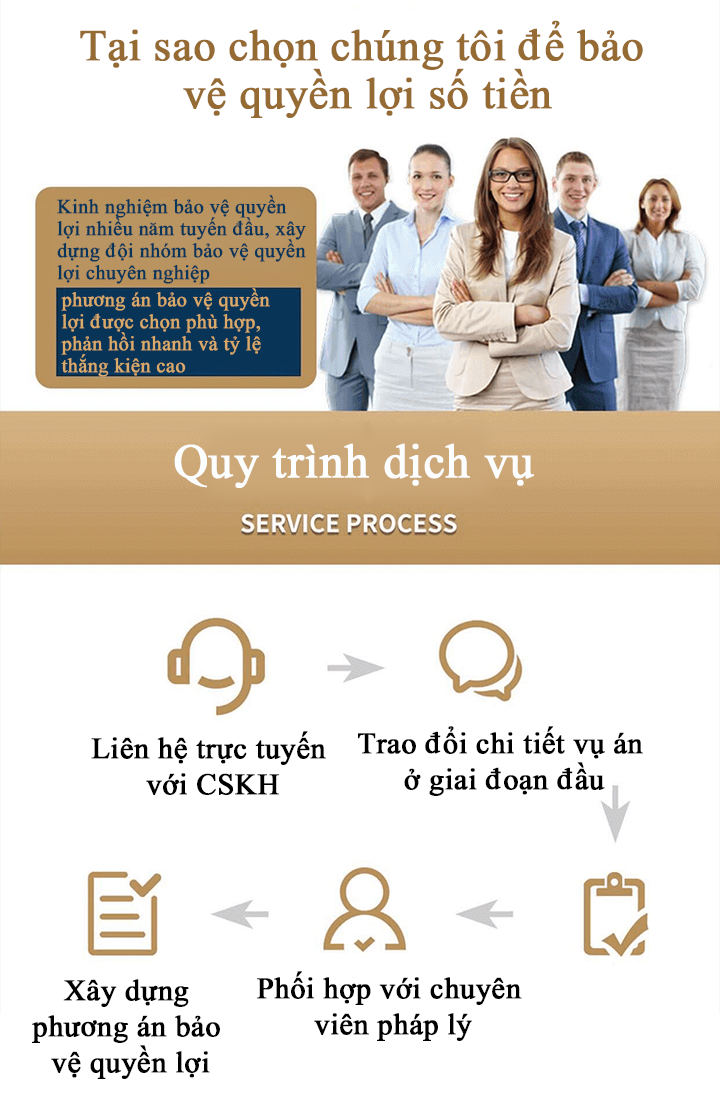 Tại sao chọn chúng tôi để bảo
vệ quyền lợi số tiền
Kinh nghiệm bảo vệ quyền
lợi nhiều năm tuyến đầu, xây
dựng đội nhóm bảo vệ quyền
lợi chuyên nghiệp
phương án bảo vệ quyền
lợi được chọn phù hợp,
phản hồi nhanh và tỷ lệ
thắng kiện cao
Quy trình dịch vụ
SERVICE PROCESS
Liên hệ trực tuyến
với CSKH
Trao đổi chi tiết vụ án
ở giai đoạn đầu
Phối hợp với chuyên
viên pháp lý
Xây dựng
phương án bảo
vệ quyền lợi